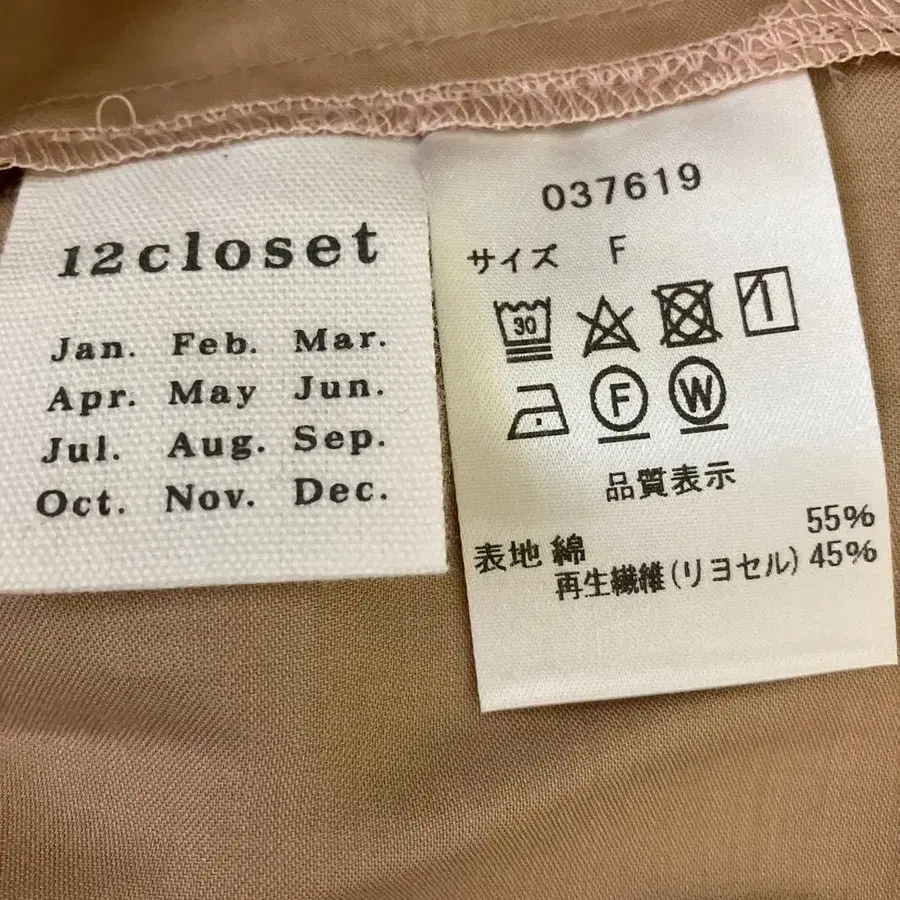 12closet
Jan. Feb. Mar.
Apr. May Jun.
Jul. Aug. Sep.
Oct. Nov. Dec.
037619
サイズ F
30
F W
品質表示
表地 綿 55%
再生繊維(リヨセル) 45%